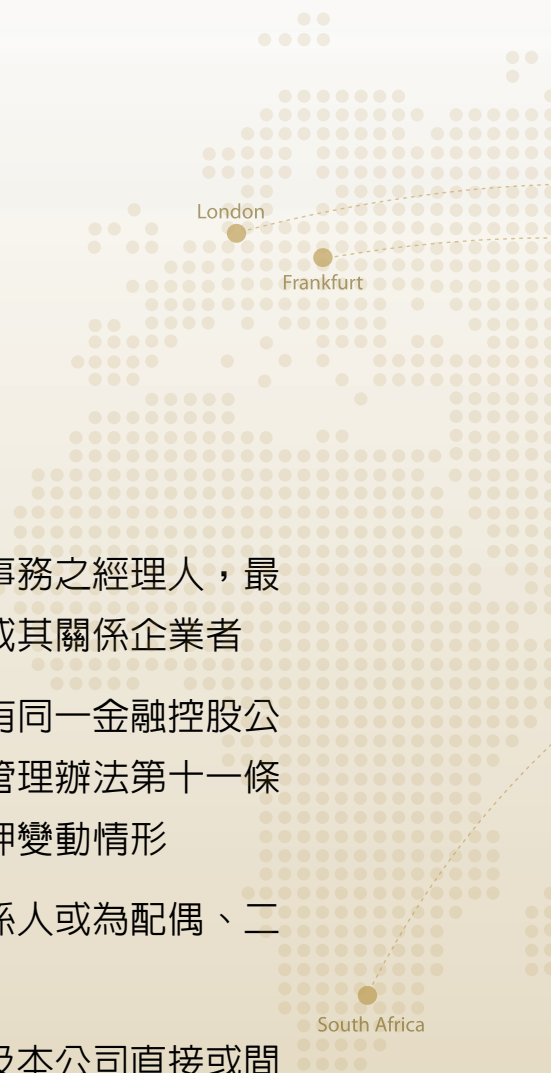 London
Frankfurt
事務之經理人,最
或其關係企業者
有同一金融控股公
管理辦法第十一條
押變動情形
係人或為配偶、二
South Africa
及本公司直接或間